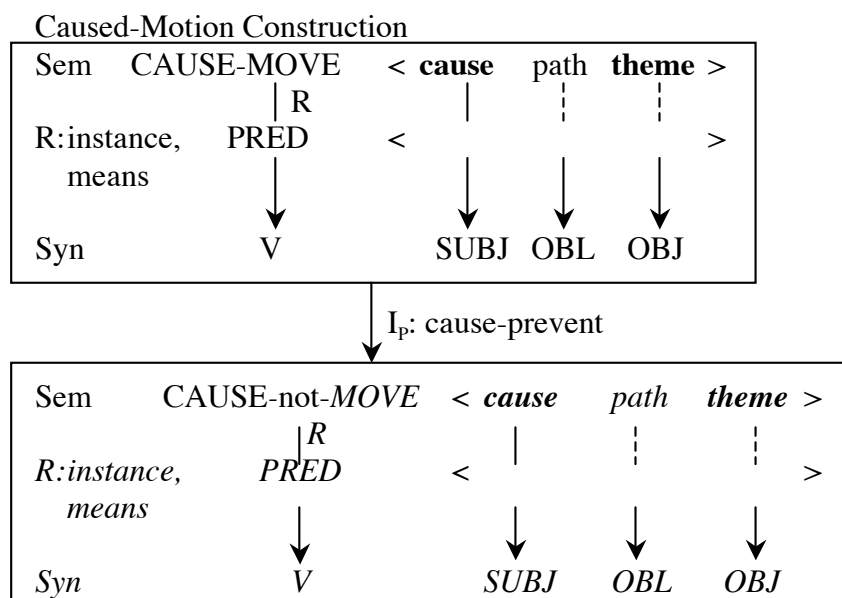 Caused-Motion Construction
Sem CAUSE-MOVE < cause path theme >
R
R:instance, PRED < >
means
Syn V SUBJ OBL OBJ
I_P: cause-prevent
Sem CAUSE-not-MOVE < cause path theme >
R
R:instance, PRED < >
means
Syn V SUBJ OBL OBJ